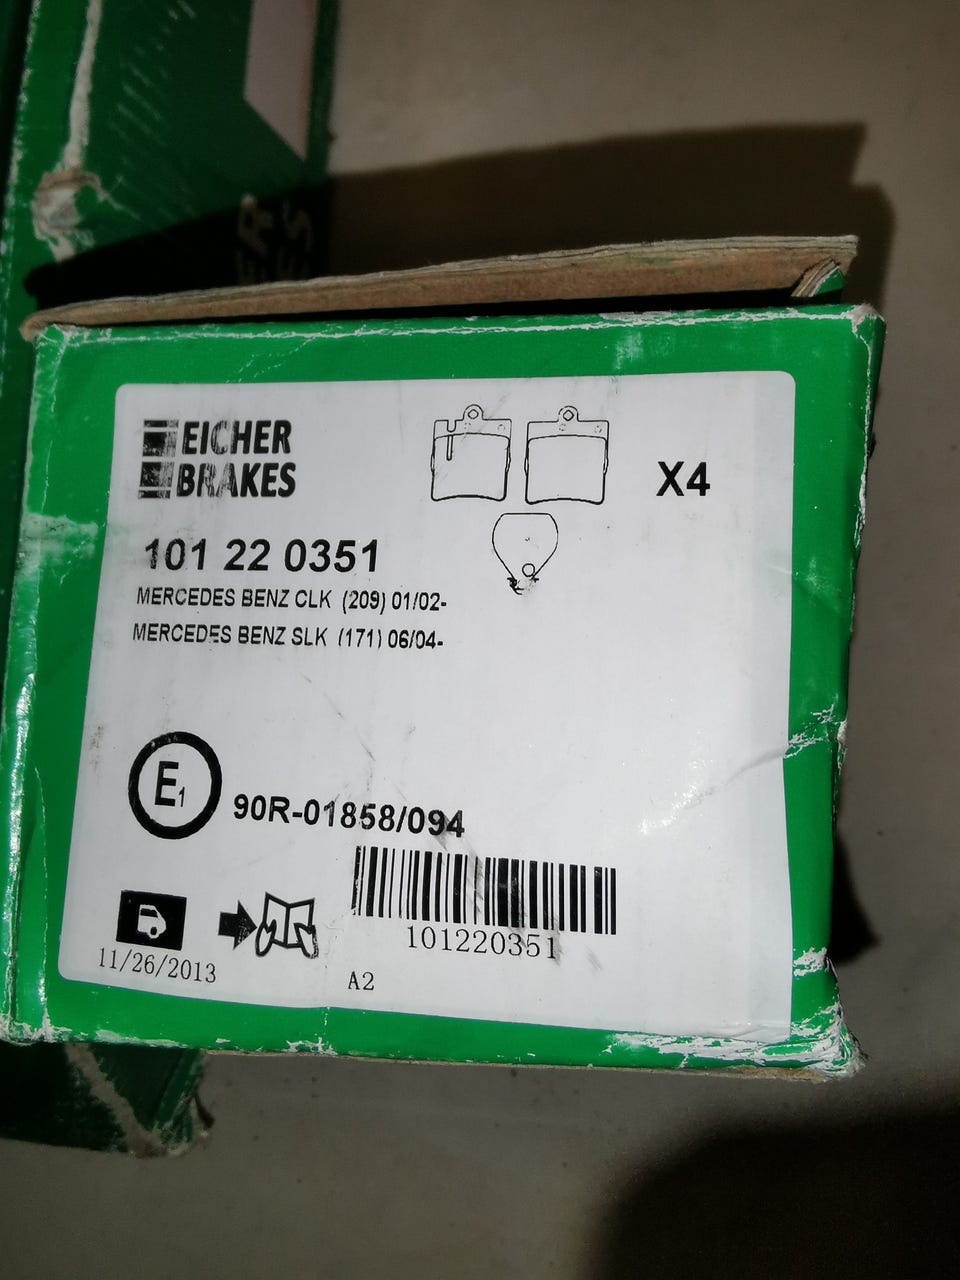 EICHER
BRAKES
X4
101 22 0351
MERCEDES BENZ CLK (209) 01/02-
MERCEDES BENZ SLK (171) 06/04-
E1
90R-01858/094
101220351
11/26/2013
A2